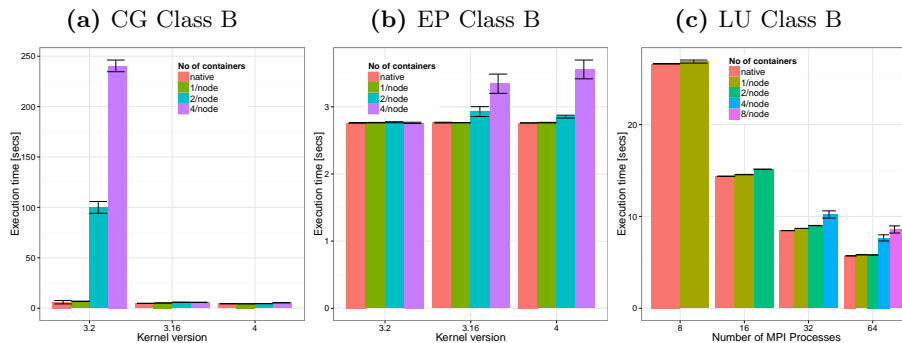 (a) CG Class B
Execution time [secs]
250
200
150
100
50
0
No of containers
native
1/node
2/node
4/node
3.2
3.16
4
Kernel version
(b) EP Class B
Execution time [secs]
3
2
1
0
No of containers
native
1/node
2/node
4/node
3.2
3.16
4
Kernel version
(c) LU Class B
Execution time [secs]
20
10
0
No of containers
native
1/node
2/node
4/node
8/node
8
16
32
64
Number of MPI Processes